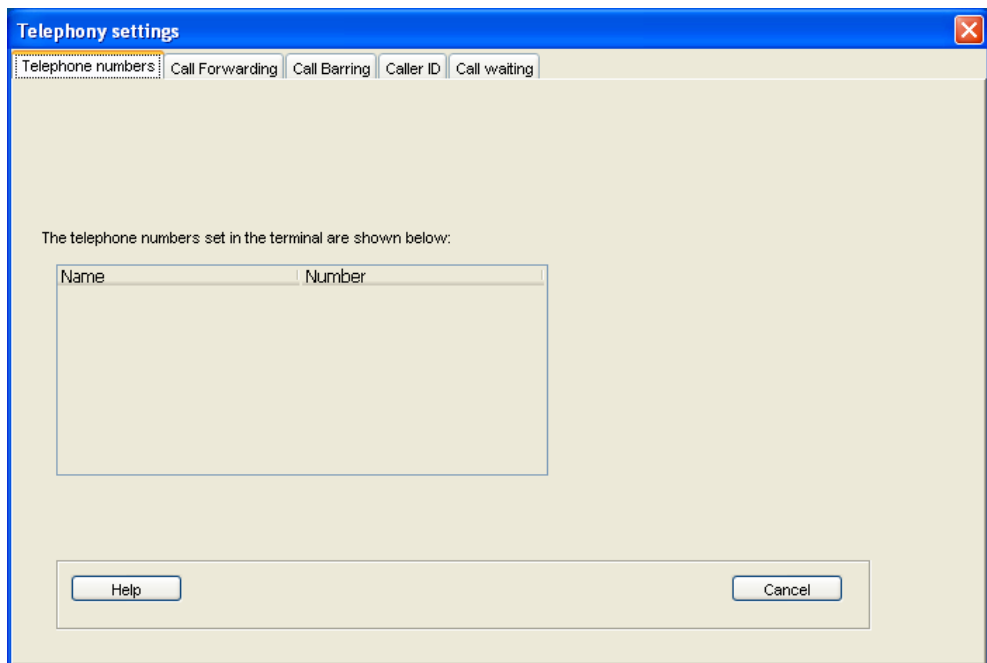 Telephony settings
Telephone numbers Call Forwarding Call Barring Caller ID Call waiting
The telephone numbers set in the terminal are shown below:
Name Number
Help Cancel